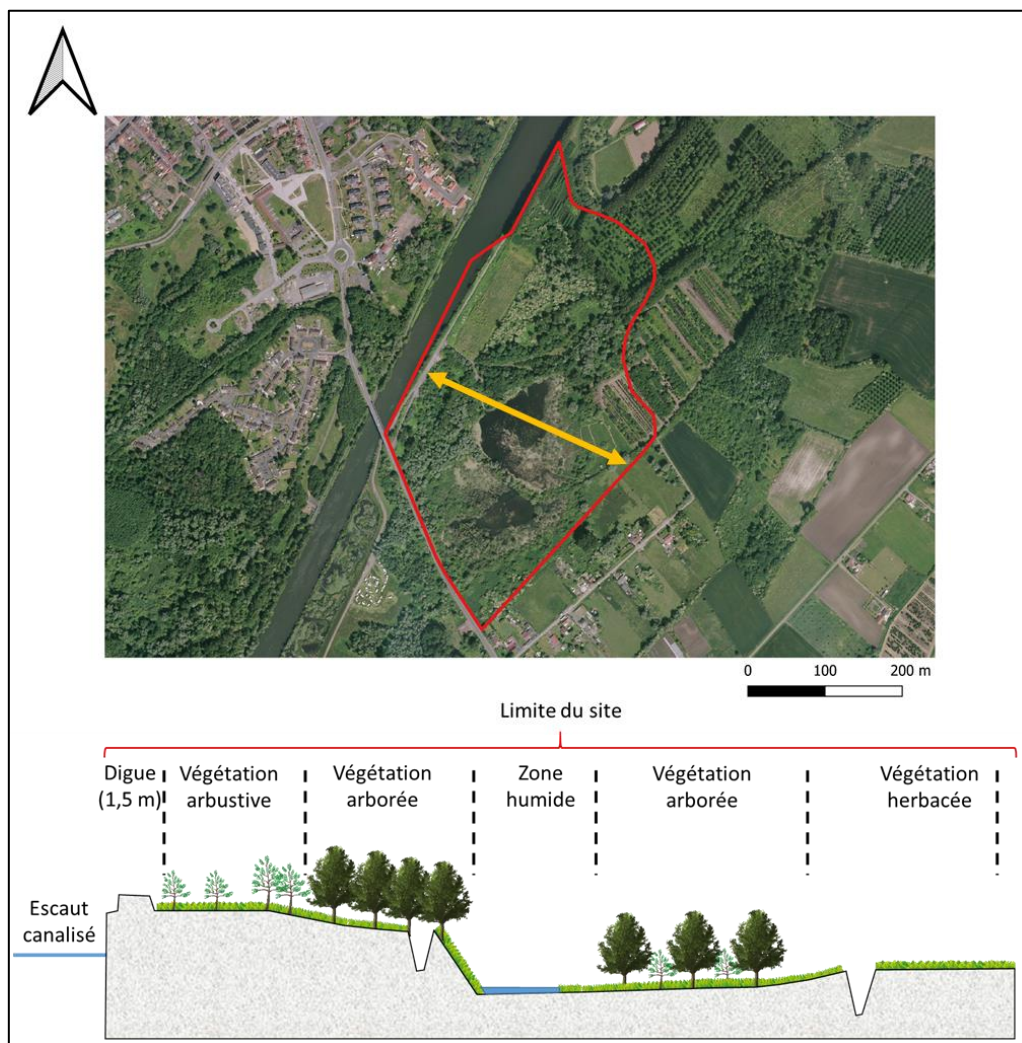 0 100 200 m
Limite du site
Digue
(1,5 m)
Végétation
arbustive
Végétation
arborée
Zone
humide
Végétation
arborée
Végétation
herbacée
Escaut
canalisé